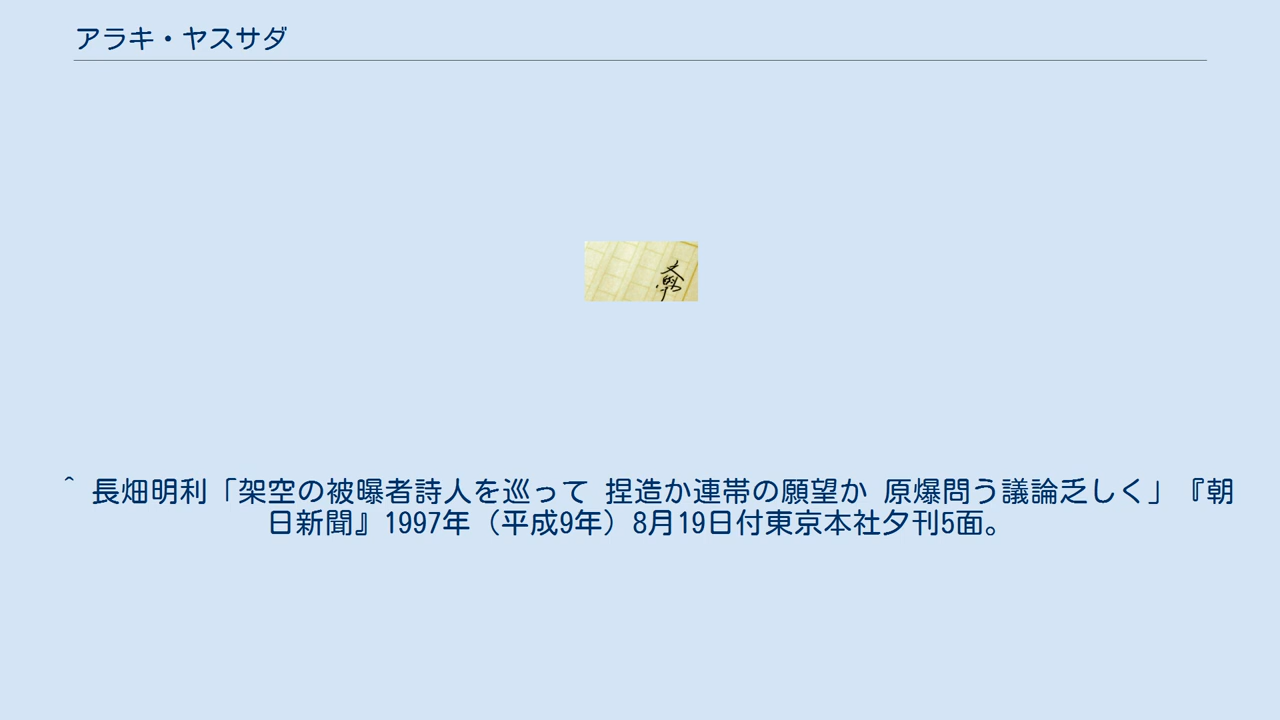 アラキ・ヤスサダ
^ 長畑明利「架空の被曝者詩人を巡って 捏造か連帯の願望か 原爆問う議論乏しく」『朝
日新聞』1997年（平成9年）8月19日付東京本社夕刊5面。